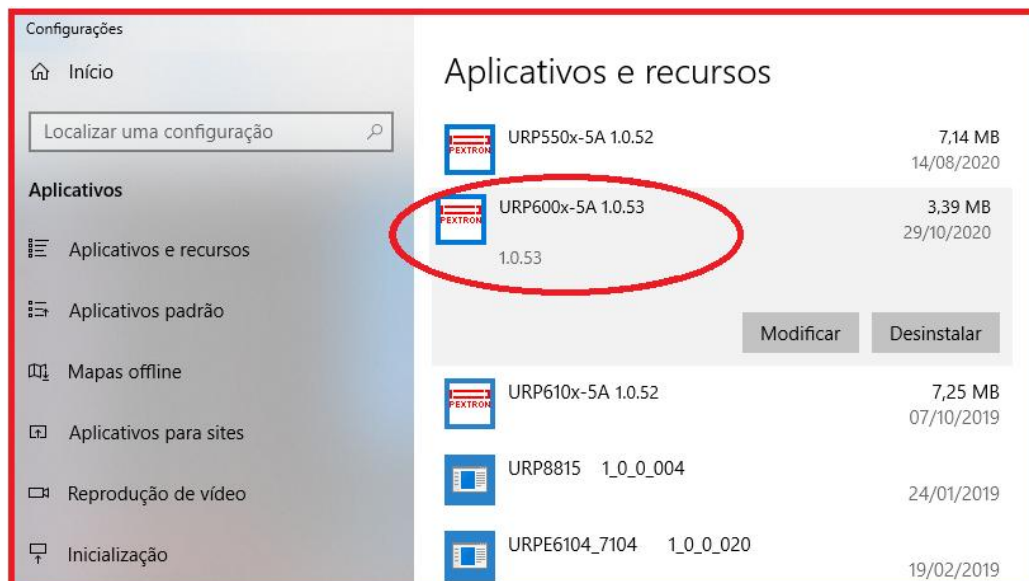 Configurações
Início
Localizar uma configuração
Aplicativos
Aplicativos e recursos
Aplicativos padrão
Mapas offline
Aplicativos para sites
Reprodução de vídeo
Inicialização
Aplicativos e recursos
PEXTRON
URP550x-5A 1.0.52
7,14 MB
14/08/2020
PEXTRON
URP600x-5A 1.0.53
3,39 MB
29/10/2020
1.0.53
Modificar
Desinstalar
PEXTRON
URP610x-5A 1.0.52
7,25 MB
07/10/2019
URP8815 1_0_0_004
24/01/2019
URPE6104_7104 1_0_0_020
19/02/2019